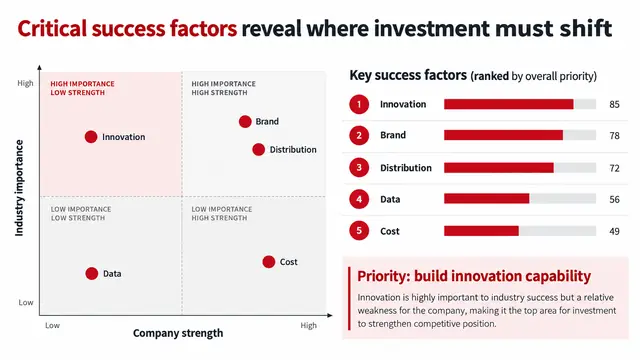 Critical success factors reveal where investment must shift
Industry importance
High
Low
HIGH IMPORTANCE
LOW STRENGTH
HIGH IMPORTANCE
HIGH STRENGTH
Innovation
Brand
Distribution
LOW IMPORTANCE
LOW STRENGTH
LOW IMPORTANCE
HIGH STRENGTH
Data
Cost
Low
High
Company strength
Key success factors (ranked by overall priority)
1 Innovation 85
2 Brand 78
3 Distribution 72
4 Data 56
5 Cost 49
Priority: build innovation capability
Innovation is highly important to industry success but a relative
weakness for the company, making it the top area for investment
to strengthen competitive position.